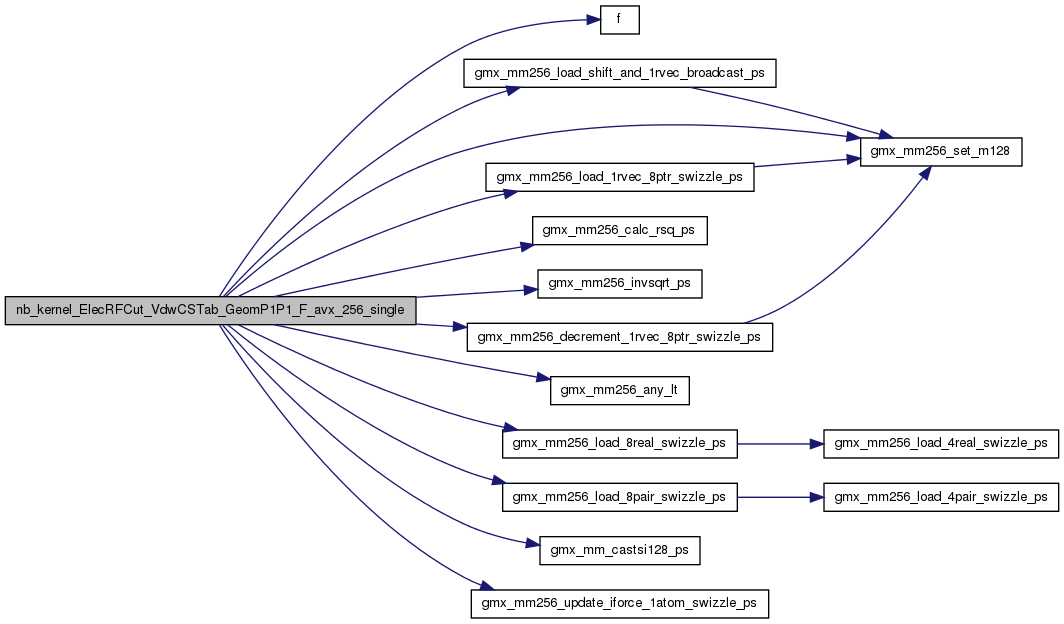 f
gmx_mm256_load_shift_and_1rvec_broadcast_ps
gmx_mm256_set_m128
gmx_mm256_load_1rvec_8ptr_swizzle_ps
gmx_mm256_calc_rsq_ps
gmx_mm256_invsqrt_ps
nb_kernel_ElecRFCut_VdwCSTab_GeomP1P1_F_avx_256_single
gmx_mm256_decrement_1rvec_8ptr_swizzle_ps
gmx_mm256_any_lt
gmx_mm256_load_8real_swizzle_ps
gmx_mm256_load_4real_swizzle_ps
gmx_mm256_load_8pair_swizzle_ps
gmx_mm256_load_4pair_swizzle_ps
gmx_mm_castsi128_ps
gmx_mm256_update_iforce_1atom_swizzle_ps